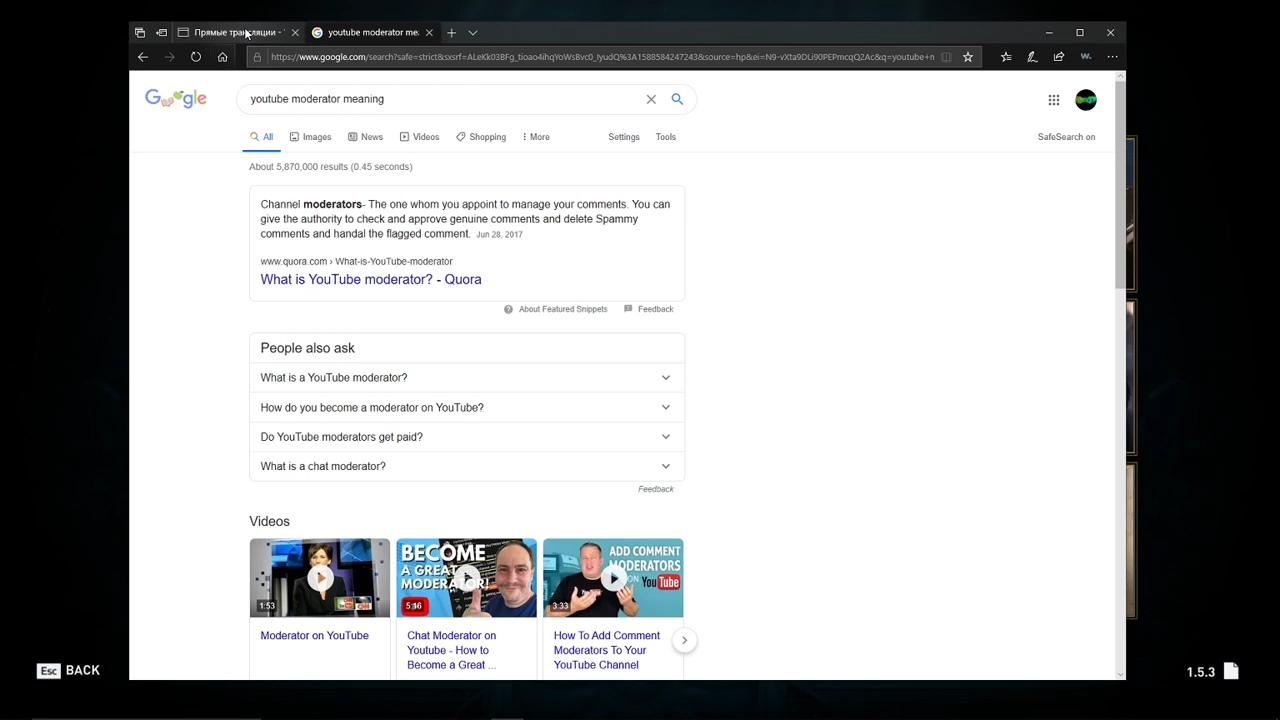 Прямые трансляции -
youtube moderator me
https://www.google.com/search?safe=strict&sxsrf=ALeKk03BFg_tioao4ihqYoWsBvc0_IyudQ%3A1588584247243&source=hp&ei=N9-vXta9DLi90PEPmcqQ2Ac&q=youtube+n
Google
youtube moderator meaning
All
Images
News
Videos
Shopping
More
Settings
Tools
SafeSearch on
About 5,870,000 results (0.45 seconds)
Channel moderators- The one whom you appoint to manage your comments. You can
give the authority to check and approve genuine comments and delete Spammy
comments and handal the flagged comment. Jun 28, 2017
www.quora.com › What-is-YouTube-moderator
What is YouTube moderator? - Quora
About Featured Snippets
Feedback
People also ask
What is a YouTube moderator?
How do you become a moderator on YouTube?
Do YouTube moderators get paid?
What is a chat moderator?
Feedback
Videos
1:53
BECOME
A GREAT
MODERATOR!
5:16
ADD COMMENT
MODERATORS
ON YouTube
3:33
Moderator on YouTube
Chat Moderator on
Youtube - How to
Become a Great ...
How To Add Comment
Moderators To Your
YouTube Channel
Esc BACK
1.5.3